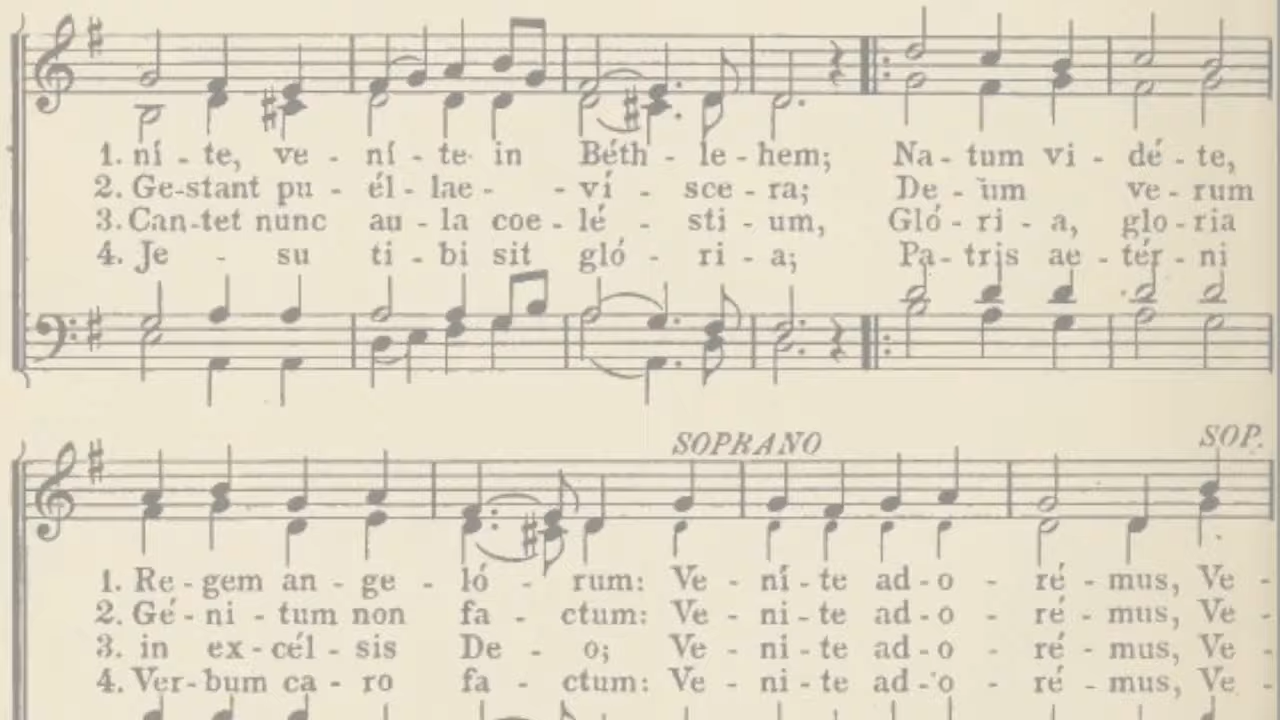 1. ní - te, ve - ní - te in Béth - le - hem; Na - tum vi - dé - te,
2. Ge-stant pu - él - lae - - ví - sce - ra; De - um ve - rum
3. Can-tet nunc au - la coe - lé - sti - um, Gló - ri - a, glo - ria
4. Je - su ti - bi sit gló - ri - a; Pa - tris ae - tér - ni
SOPRANO SOP.
1. Re - gem an - ge - ló - rum: Ve - ní - te ad - o - ré - mus, Ve -
2. Gé - ni - tum non fa - ctum: Ve - ni - te ad - o - ré - mus, Ve -
3. in ex - cél - sis De - o; Ve - ni - te ad - o - ré - mus, Ve -
4. Ver - bum ca - ro fa - ctum: Ve - ni - te ad - o - ré - mus, Ve -